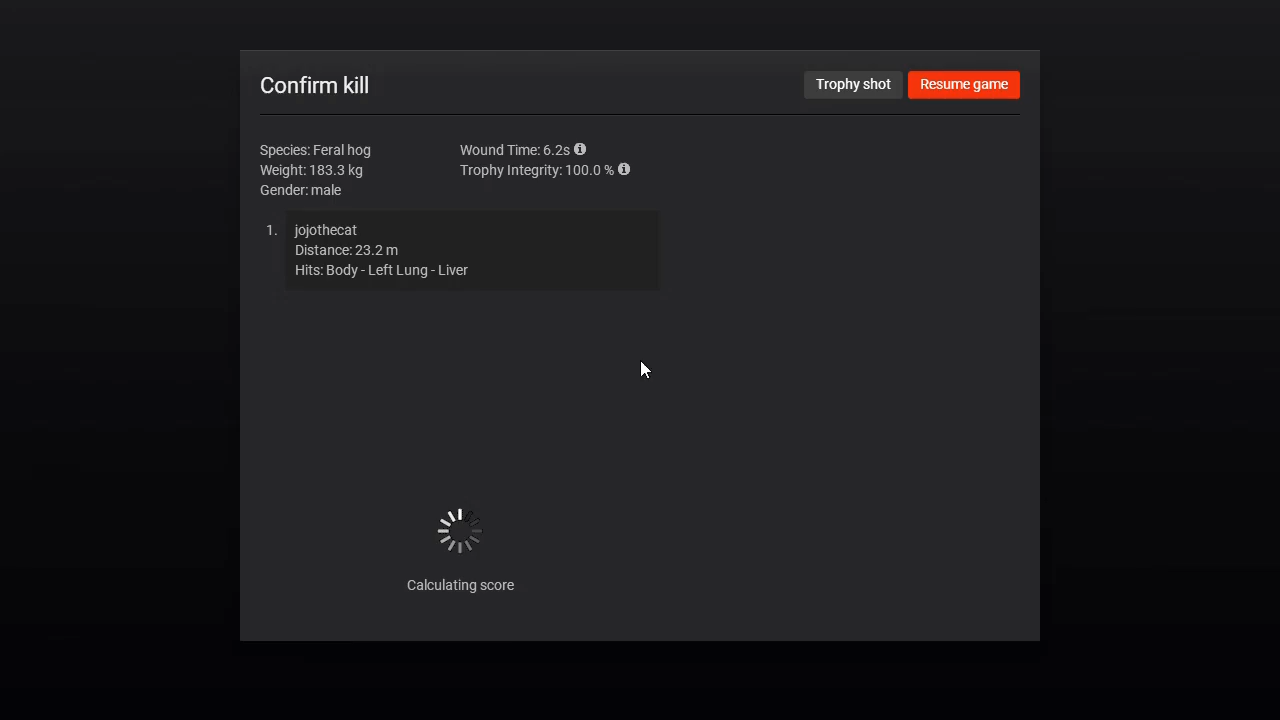 Confirm kill
Trophy shot
Resume game
Species: Feral hog
Weight: 183.3 kg
Gender: male
Wound Time: 6.2s
Trophy Integrity: 100.0 %
1.
jojothecat
Distance: 23.2 m
Hits: Body - Left Lung - Liver
Calculating score